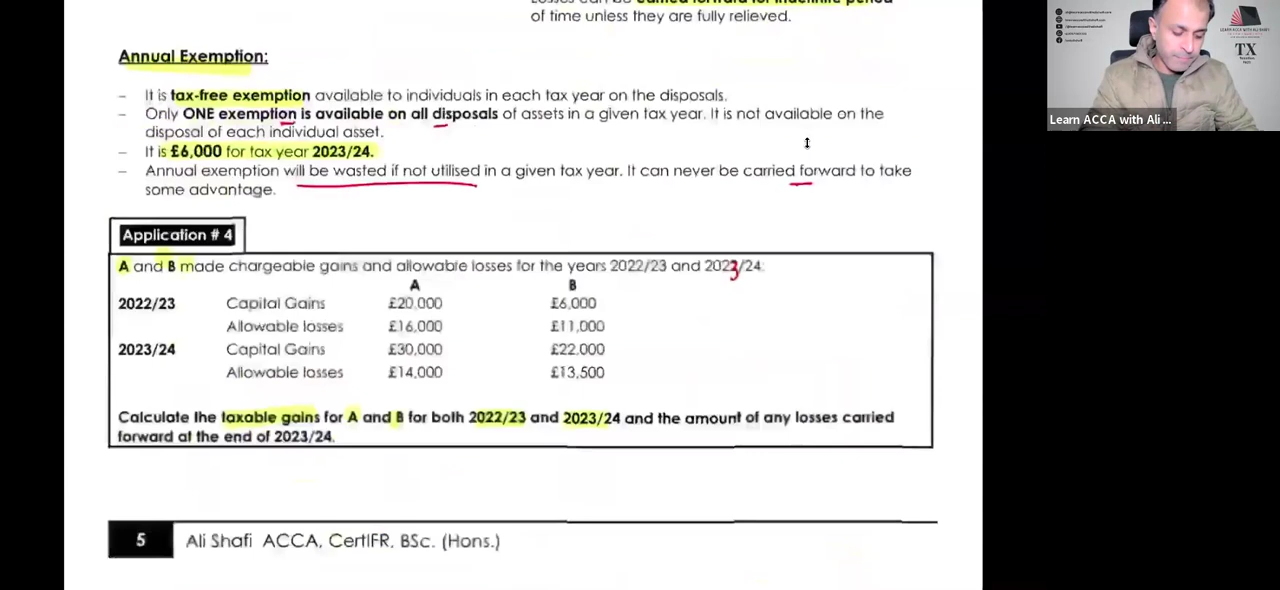 of time unless they are fully relieved.
Annual Exemption:
– It is tax-free exemption available to individuals in each tax year on the disposals.
– Only ONE exemption is available on all disposals of assets in a given tax year. It is not available on the
disposal of each individual asset.
– It is £6,000 for tax year 2023/24.
– Annual exemption will be wasted if not utilised in a given tax year. It can never be carried forward to take
some advantage.
Application # 4
A and B made chargeable gains and allowable losses for the years 2022/23 and 2023/24:
A B
2022/23 Capital Gains £20,000 £6,000
Allowable losses £16,000 £11,000
2023/24 Capital Gains £30,000 £22,000
Allowable losses £14,000 £13,500
Calculate the taxable gains for A and B for both 2022/23 and 2023/24 and the amount of any losses carried
forward at the end of 2023/24.
5 Ali Shafi ACCA, CertIFR, BSc. (Hons.)
TX
Learn ACCA with Ali ...